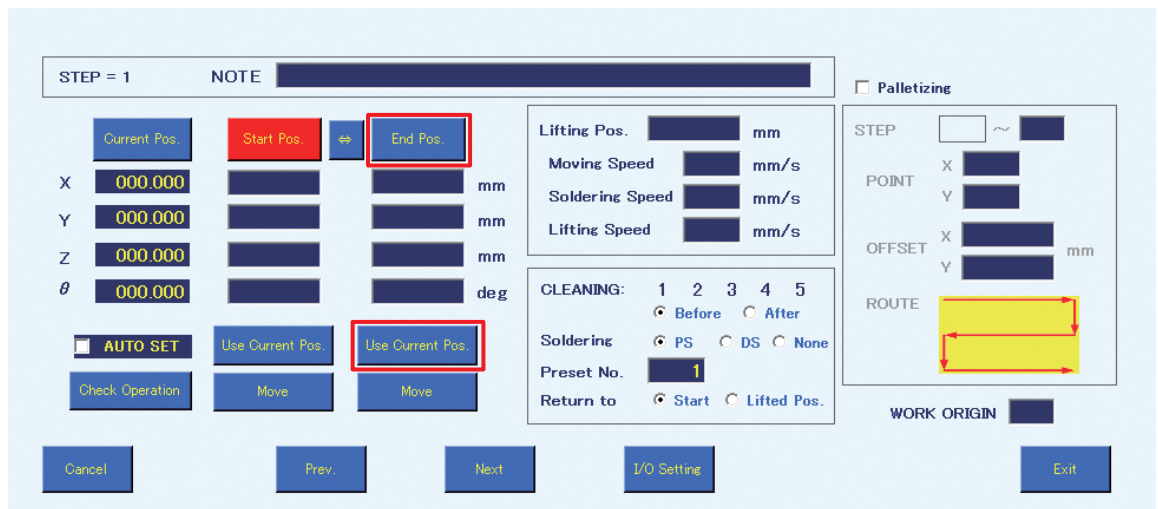 STEP = 1 NOTE
Palletizing
Current Pos. Start Pos. ⇔ End Pos.
X 000.000 mm
Y 000.000 mm
Z 000.000 mm
θ 000.000 deg
AUTO SET Use Current Pos. Use Current Pos.
Check Operation Move Move
Lifting Pos. mm
Moving Speed mm/s
Soldering Speed mm/s
Lifting Speed mm/s
CLEANING: 1 2 3 4 5
Before After
Soldering PS DS None
Preset No. 1
Return to Start Lifted Pos.
STEP ~
POINT X
Y
OFFSET X
Y mm
ROUTE
WORK ORIGIN
Cancel Prev. Next I/O Setting Exit